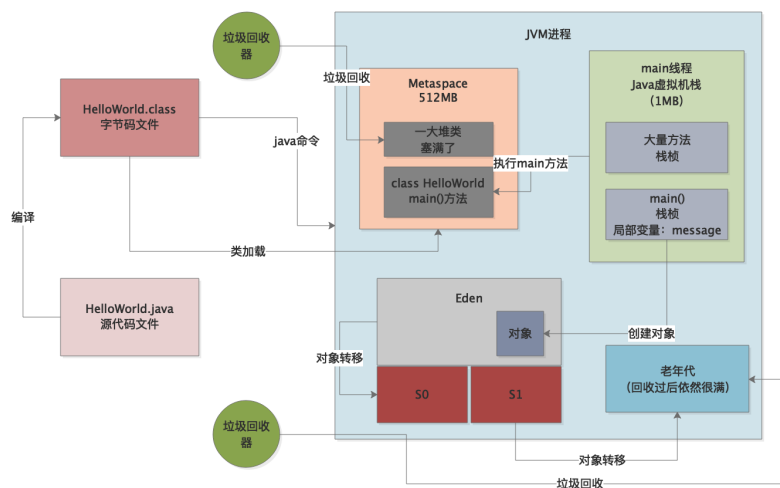 垃圾回收
器
JVM进程
垃圾回收
Metaspace
512MB
main线程
Java虚拟机栈
（1MB）
HelloWorld.class
字节码文件
一大堆类
塞满了
大量方法
栈桢
java命令
执行main方法
class HelloWorld
main()方法
main()
栈桢
局部变量：message
编译
类加载
HelloWorld.java
源代码文件
Eden
对象
创建对象
对象转移
老年代
（回收过后依然很满）
S0
S1
垃圾回收
器
对象转移
垃圾回收